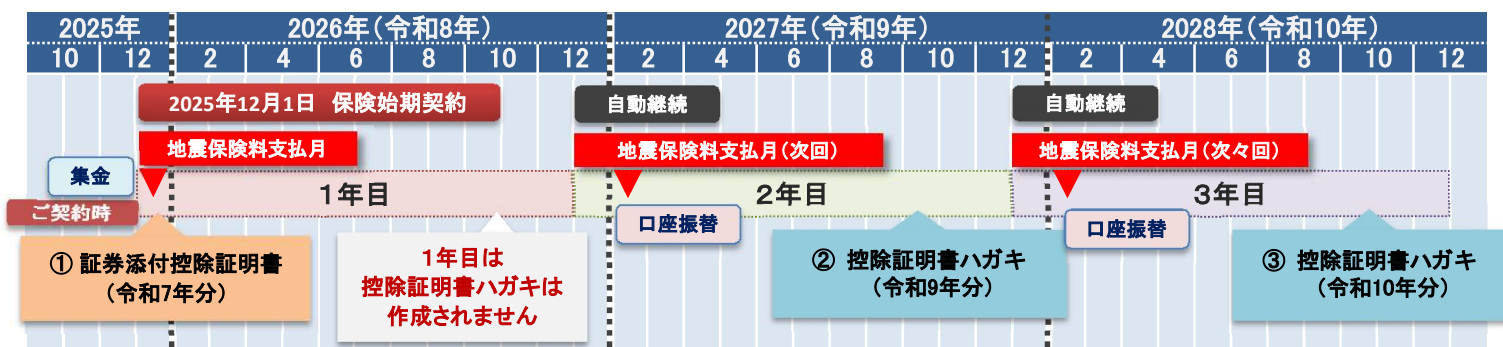 2025年 2026年(令和8年) 2027年(令和9年) 2028年(令和10年)
10 12 2 4 6 8 10 12 2 4 6 8 10 12 2 4 6 8 10 12
2025年12月1日 保険始期契約
自動継続
自動継続
地震保険料支払月
地震保険料支払月(次回)
地震保険料支払月(次々回)
集金
1年目
2年目
3年目
ご契約時
口座振替
口座振替
① 証券添付控除証明書
(令和7年分)
1年目は
控除証明書ハガキは
作成されません
② 控除証明書ハガキ
(令和9年分)
③ 控除証明書ハガキ
(令和10年分)